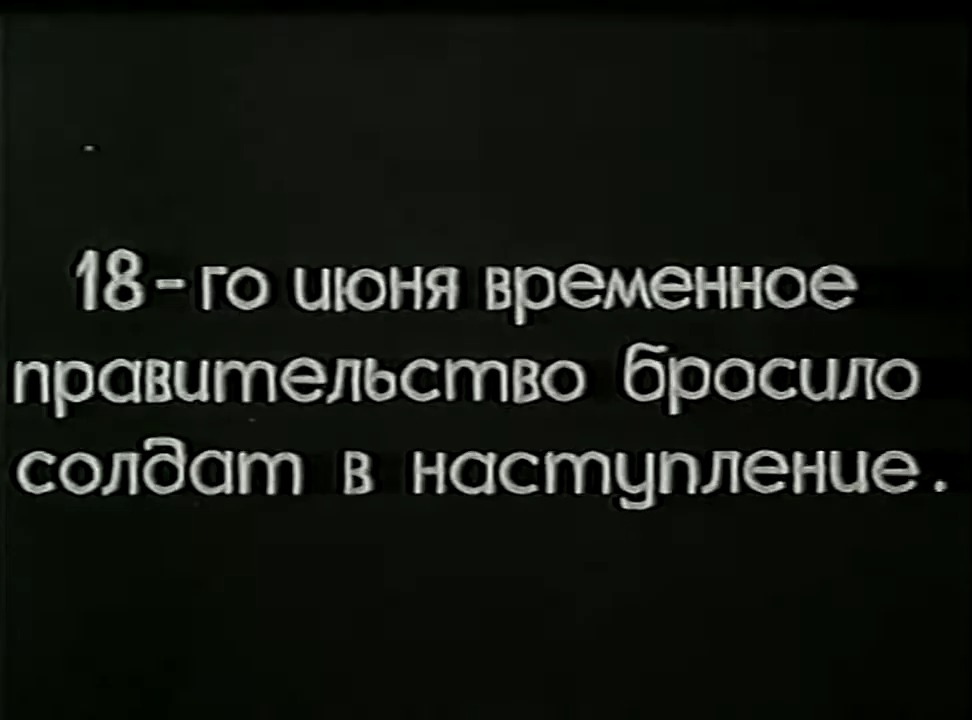 18-го июня временное
правительство бросило
солдат в наступление.